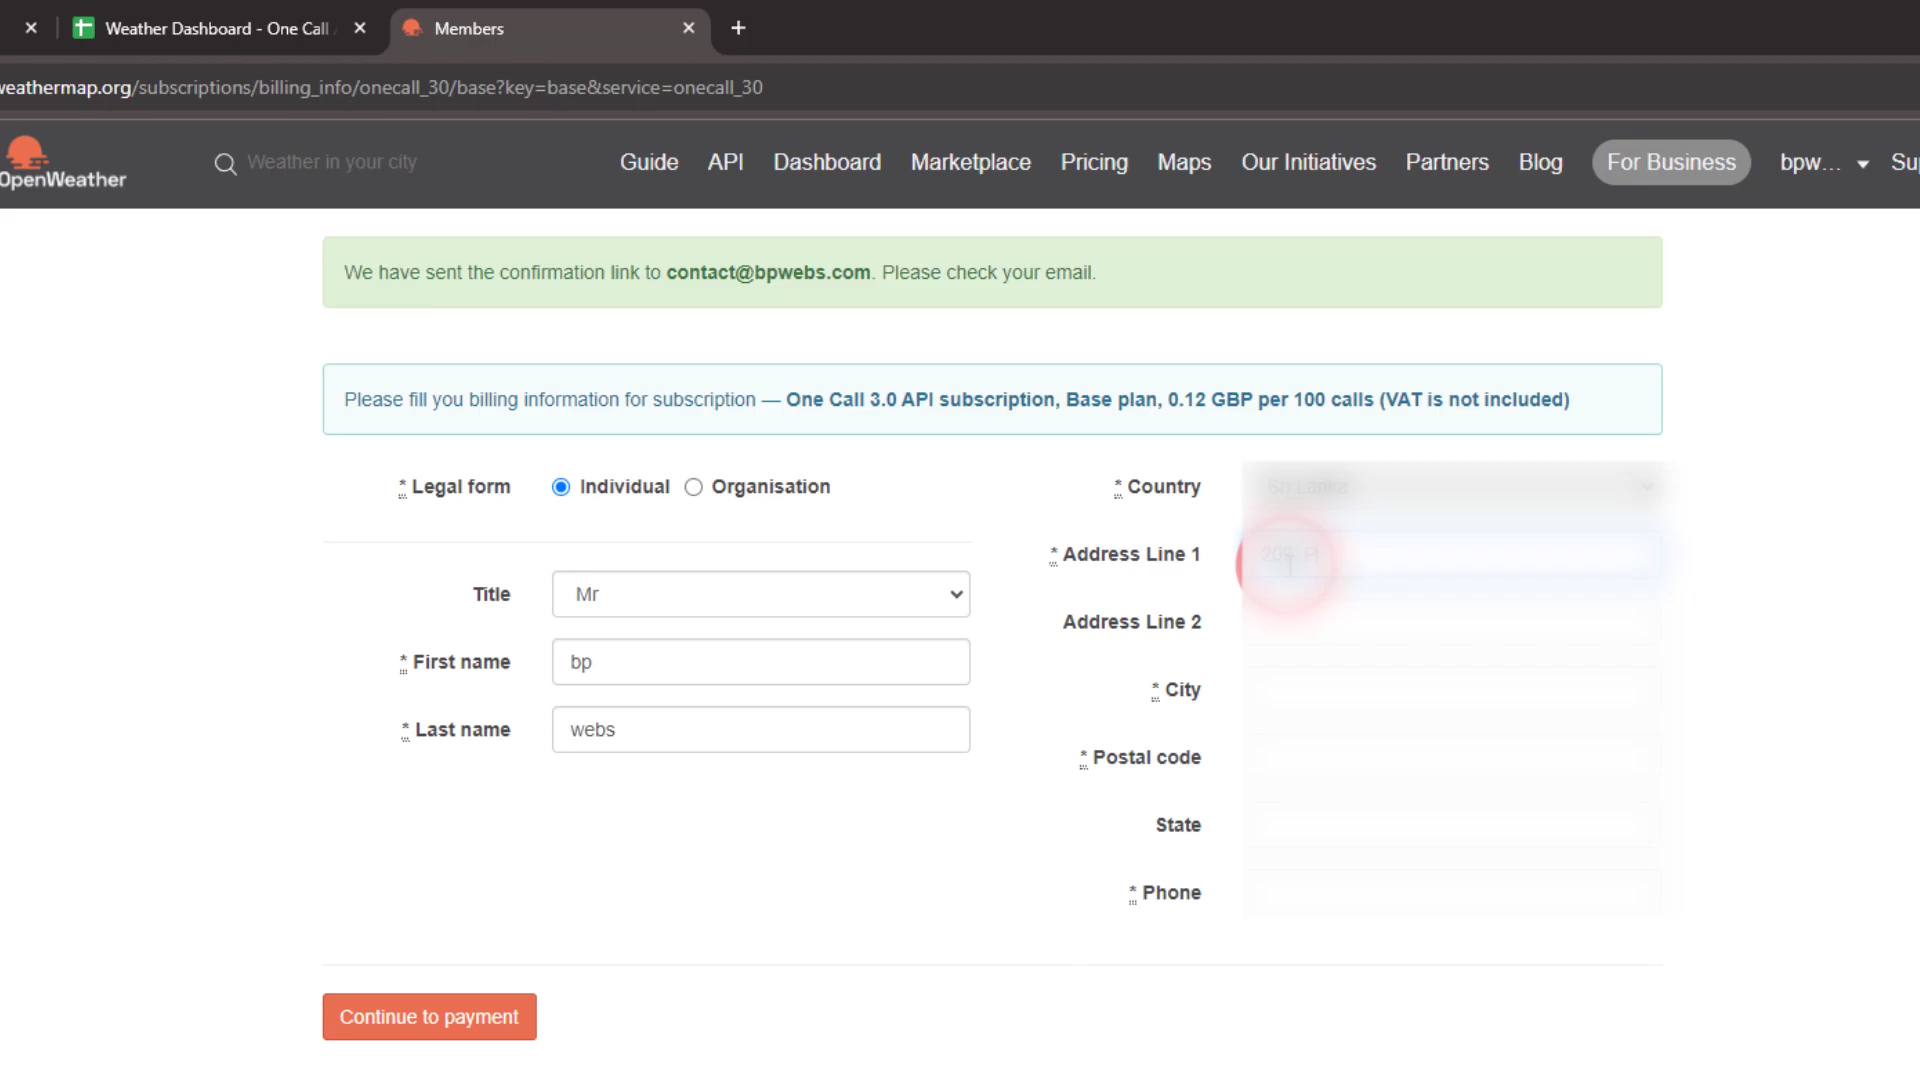 Weather Dashboard - One Call
Members
weathermap.org/subscriptions/billing_info/onecall_30/base?key=base&service=onecall_30
OpenWeather
Weather in your city
Guide
API
Dashboard
Marketplace
Pricing
Maps
Our Initiatives
Partners
Blog
For Business
bpw...
Sup
We have sent the confirmation link to contact@bpwebs.com. Please check your email.
Please fill you billing information for subscription — One Call 3.0 API subscription, Base plan, 0.12 GBP per 100 calls (VAT is not included)
* Legal form
Individual
Organisation
Title
Mr
* First name
bp
* Last name
webs
* Country
Sri Lanka
* Address Line 1
Address Line 2
* City
* Postal code
State
* Phone
Continue to payment